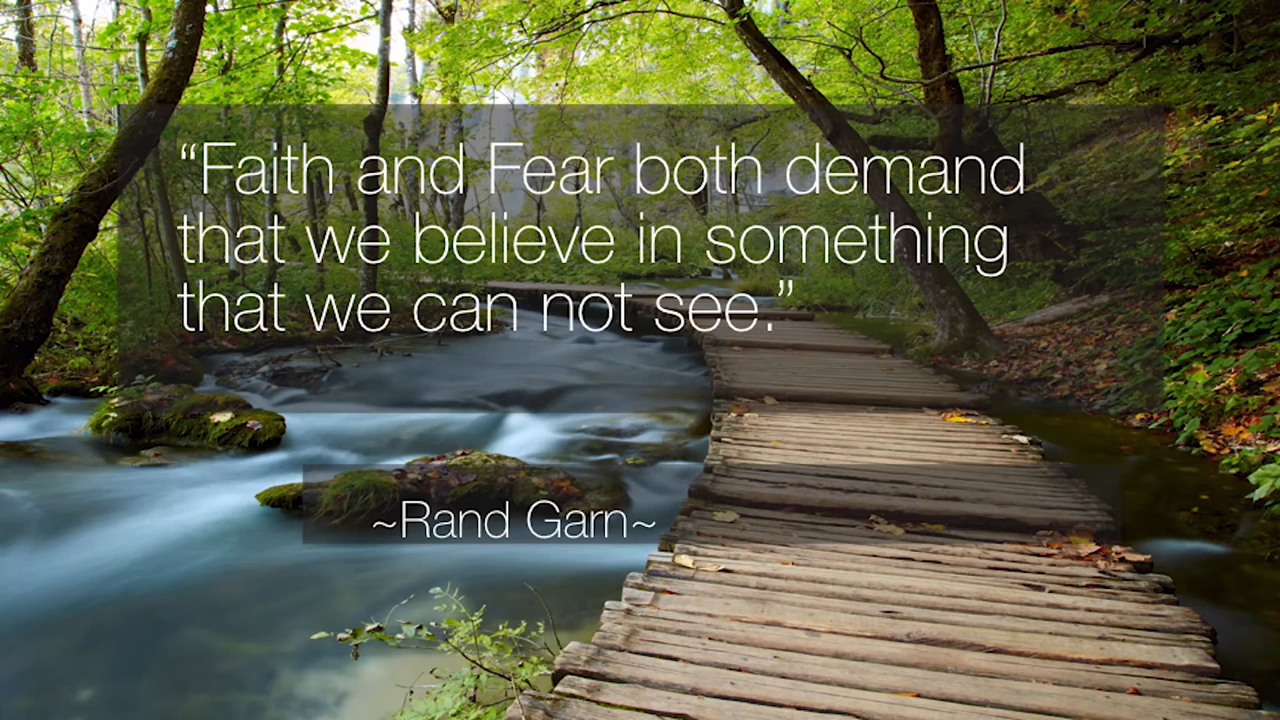 “Faith and Fear both demand
that we believe in something
that we can not see.”
~Rand Garn~